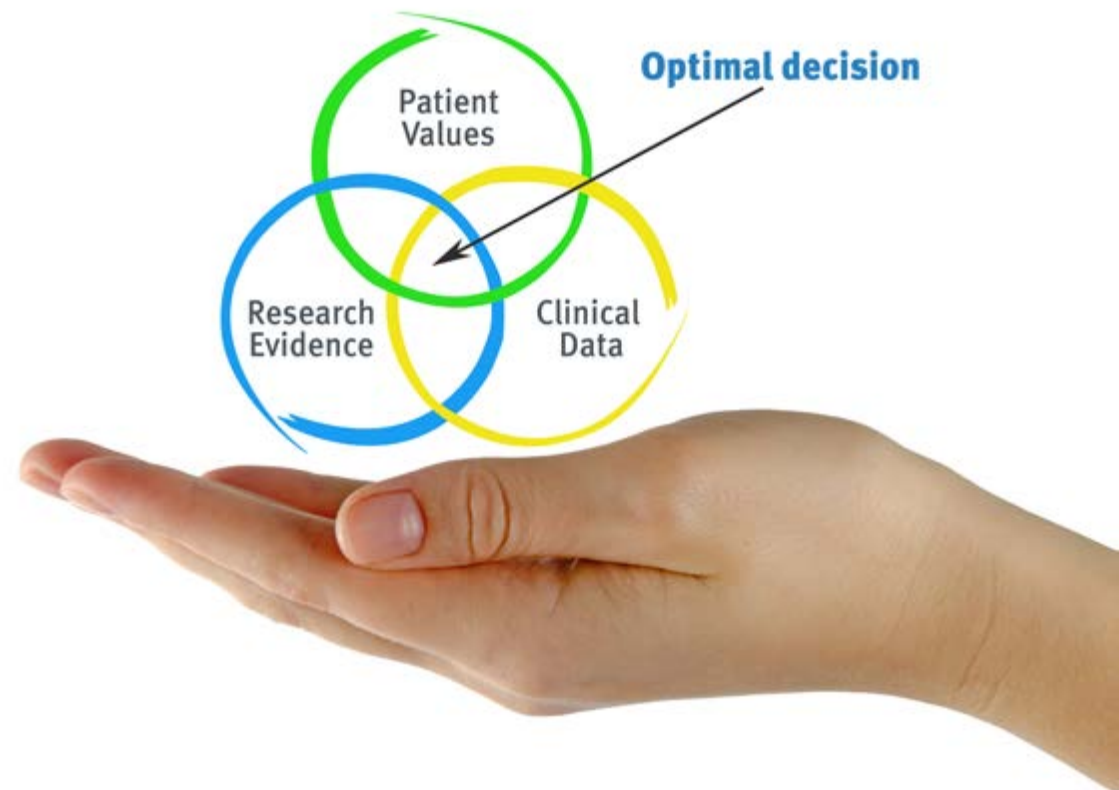 Optimal decision
Patient
Values
Research
Evidence
Clinical
Data